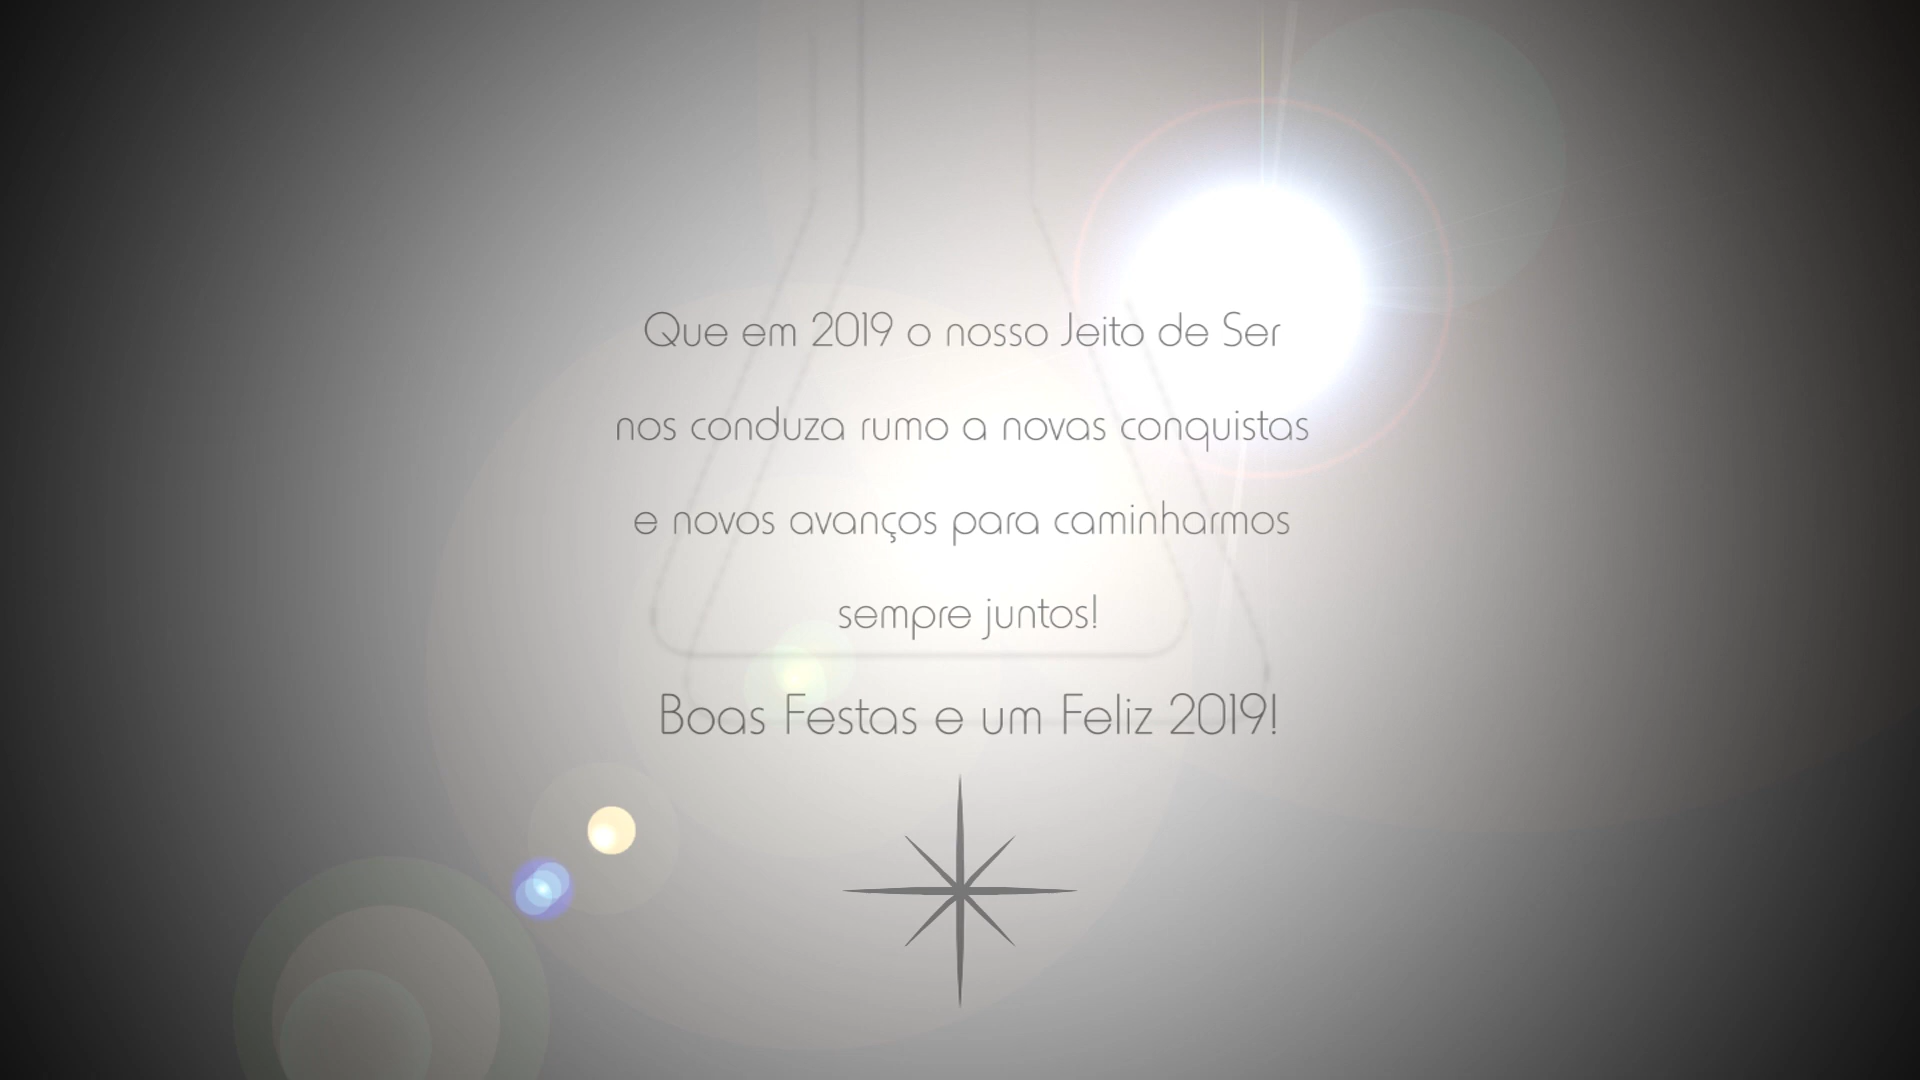 Que em 2019 o nosso Jeito de Ser
nos conduza rumo a novas conquistas
e novos avanços para caminharmos
sempre juntos!
Boas Festas e um Feliz 2019!